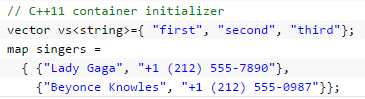 // C++11 container initializer
vector vs<string>={ "first", "second", "third"};
map singers =
{ {"Lady Gaga", "+1 (212) 555-7890"},
{"Beyonce Knowles", "+1 (212) 555-0987"}};